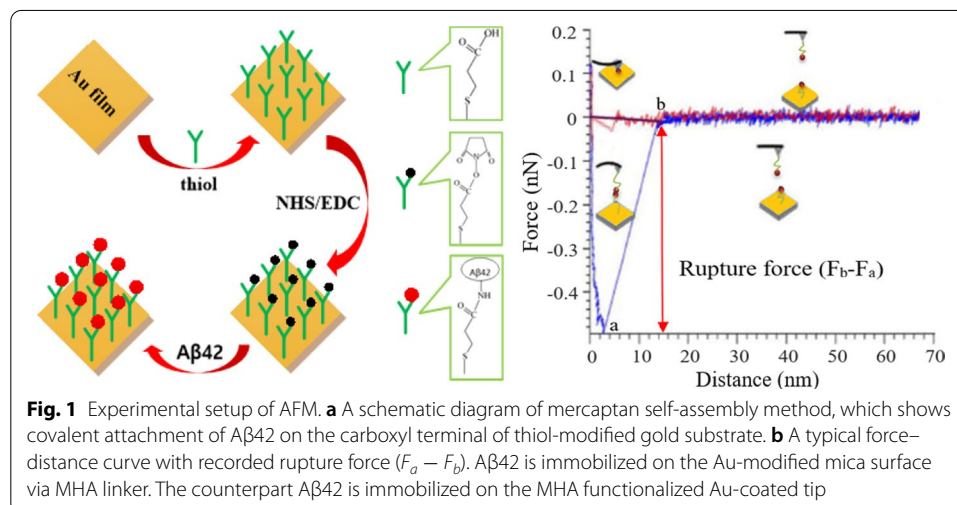 Au film
thiol
NHS/EDC
Aβ42
O
OH
S
O
N
O
O
O
S
Aβ42
NH
O
S
0.2
0.1
0
-0.1
-0.2
-0.3
-0.4
Force (nN)
b
a
Rupture force (Fb-Fa)
0 10 20 30 40 50 60 70
Distance (nm)
Fig. 1 Experimental setup of AFM. a A schematic diagram of mercaptan self-assembly method, which shows
covalent attachment of Aβ42 on the carboxyl terminal of thiol-modified gold substrate. b A typical force–
distance curve with recorded rupture force (Fa − Fb). Aβ42 is immobilized on the Au-modified mica surface
via MHA linker. The counterpart Aβ42 is immobilized on the MHA functionalized Au-coated tip